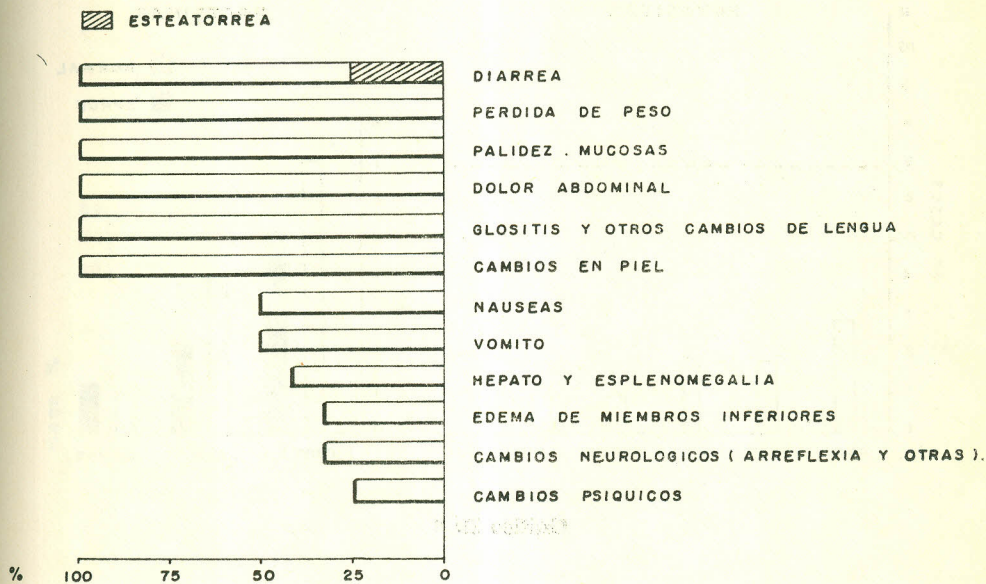 ESTEATORREA
DIARREA
PERDIDA DE PESO
PALIDEZ . MUCOSAS
DOLOR ABDOMINAL
GLOSITIS Y OTROS CAMBIOS DE LENGUA
CAMBIOS EN PIEL
NAUSEAS
VOMITO
HEPATO Y ESPLENOMEGALIA
EDEMA DE MIEMBROS INFERIORES
CAMBIOS NEUROLOGICOS ( ARREFLEXIA Y OTRAS ).
CAMBIOS PSIQUICOS
% 100 75 50 25 0